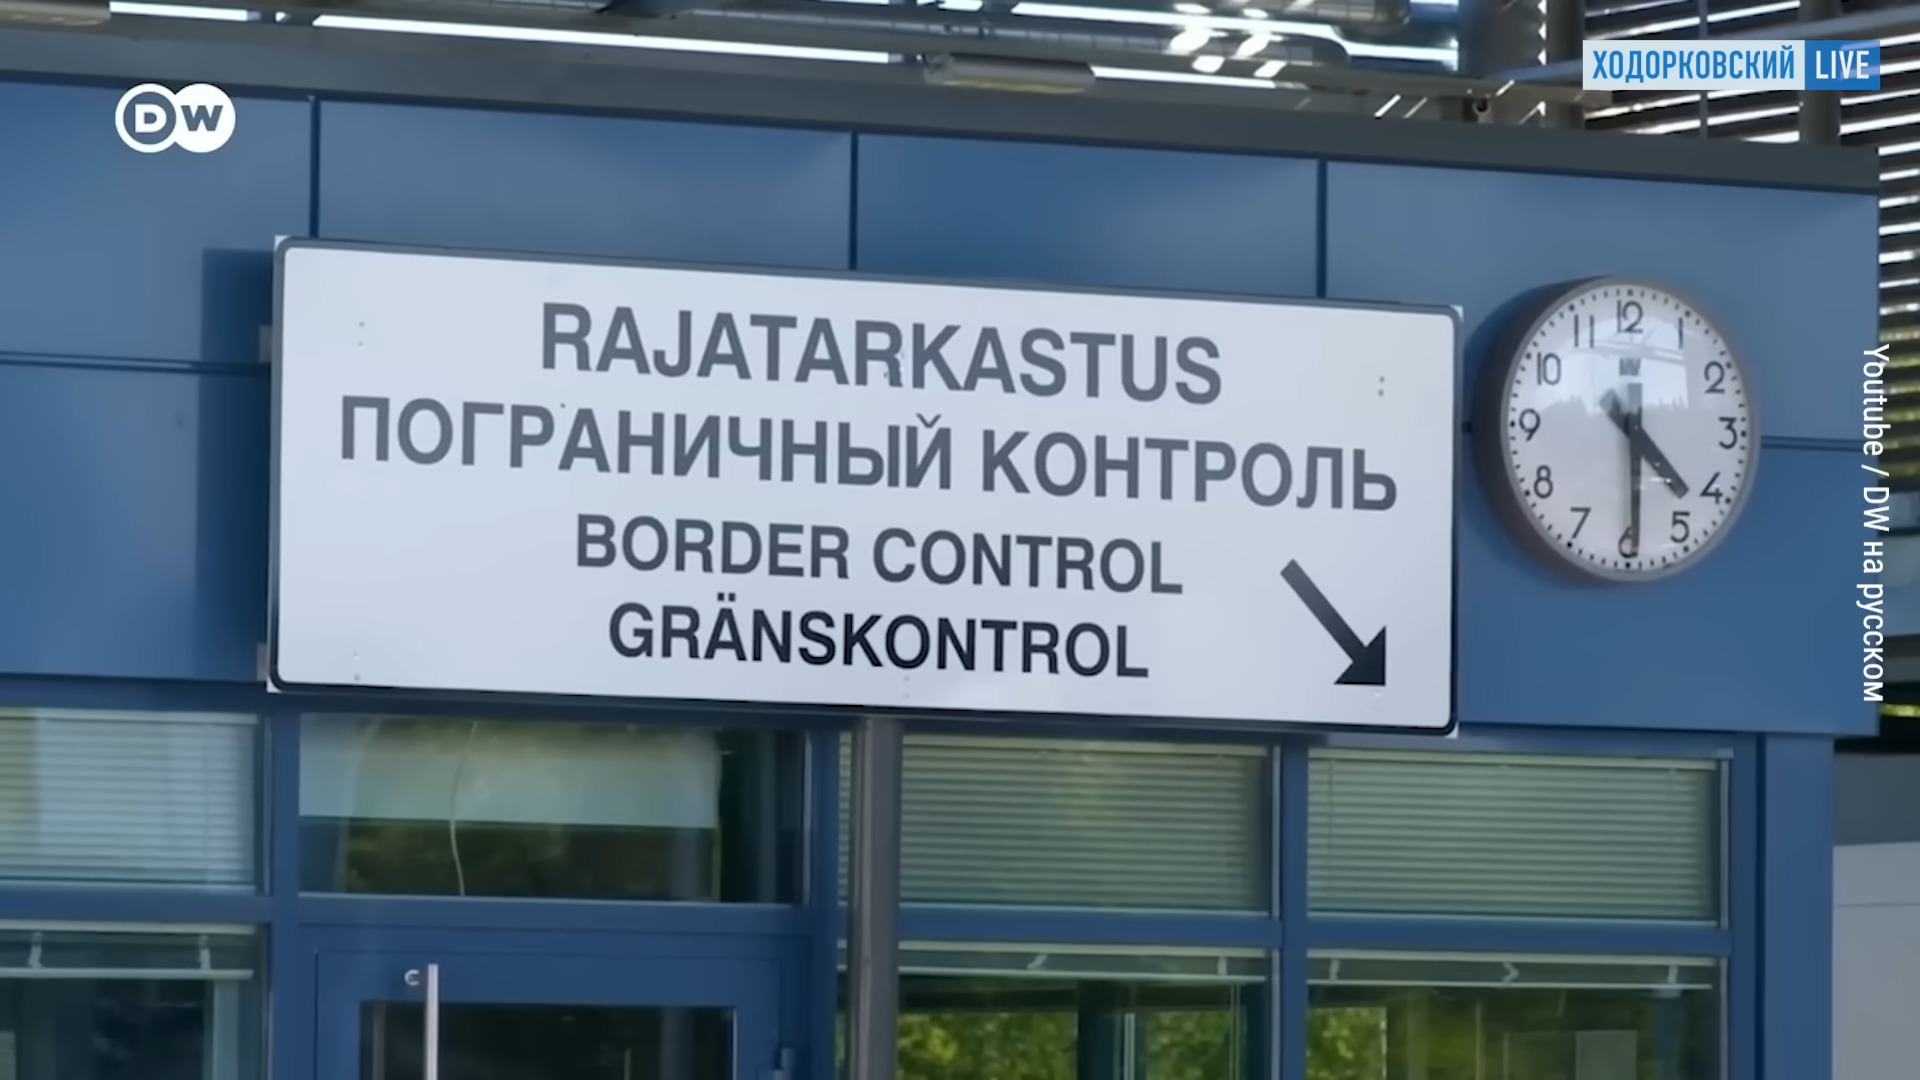 DW
ХОДОРКОВСКИЙ LIVE
RAJATARKASTUS
ПОГРАНИЧНЫЙ КОНТРОЛЬ
BORDER CONTROL
GRÄNSKONTROL
12
1
2
3
4
5
6
7
8
9
10
11
Youtube / DW на русском